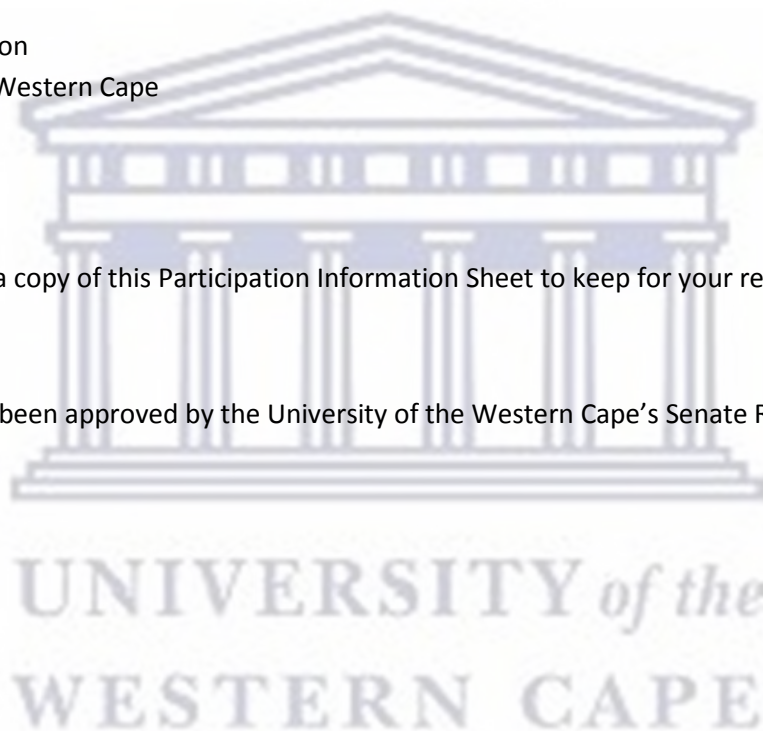 on
Western Cape
a copy of this Participation Information Sheet to keep for your re
been approved by the University of the Western Cape’s Senate R
UNIVERSITY of the
WESTERN CAPE